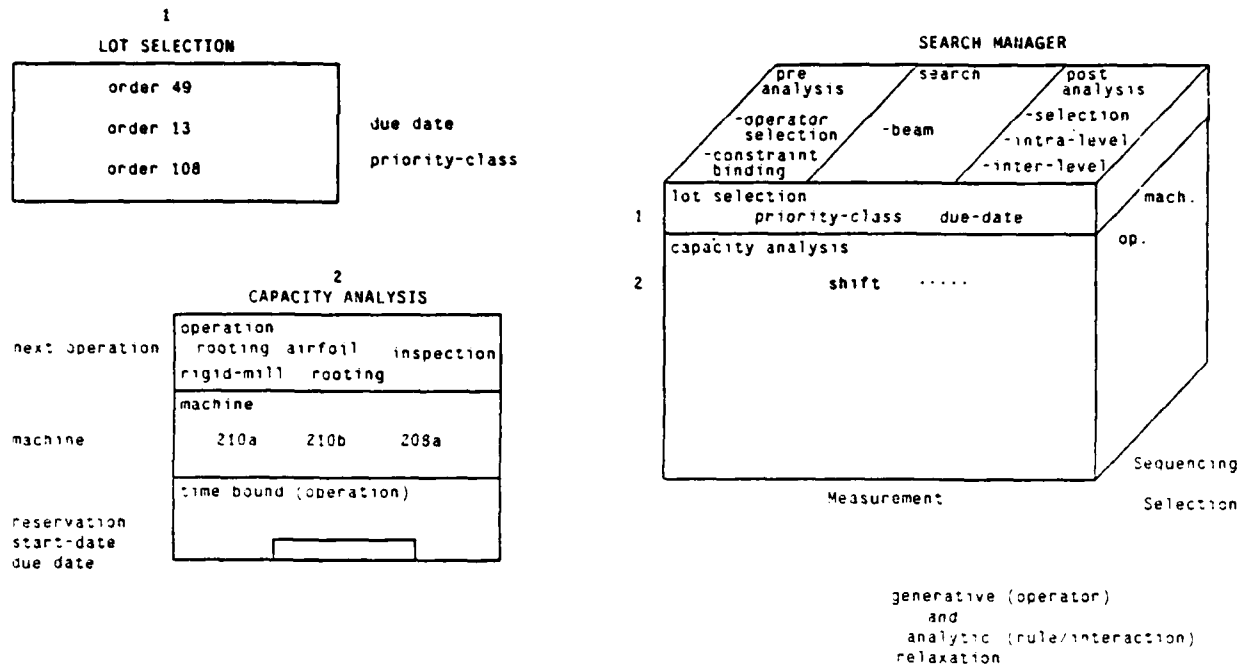 1
LOT SELECTION
order 49
order 13
order 108
due date
priority-class
2
CAPACITY ANALYSIS
next operation
operation
rooting airfoil inspection
rigid-mill rooting
machine
machine
210a 210b 208a
time bound (operation)
reservation
start-date
due date
SEARCH MANAGER
pre
analysis
-operator
selection
-constraint
binding
search
-beam
post
analysis
-selection
-intra-level
-inter-level
1
lot selection
priority-class due-date
mach.
op.
2
capacity analysis
shift .....
Measurement
Sequencing
Selection
generative (operator)
and
analytic (rule/interaction)
relaxation